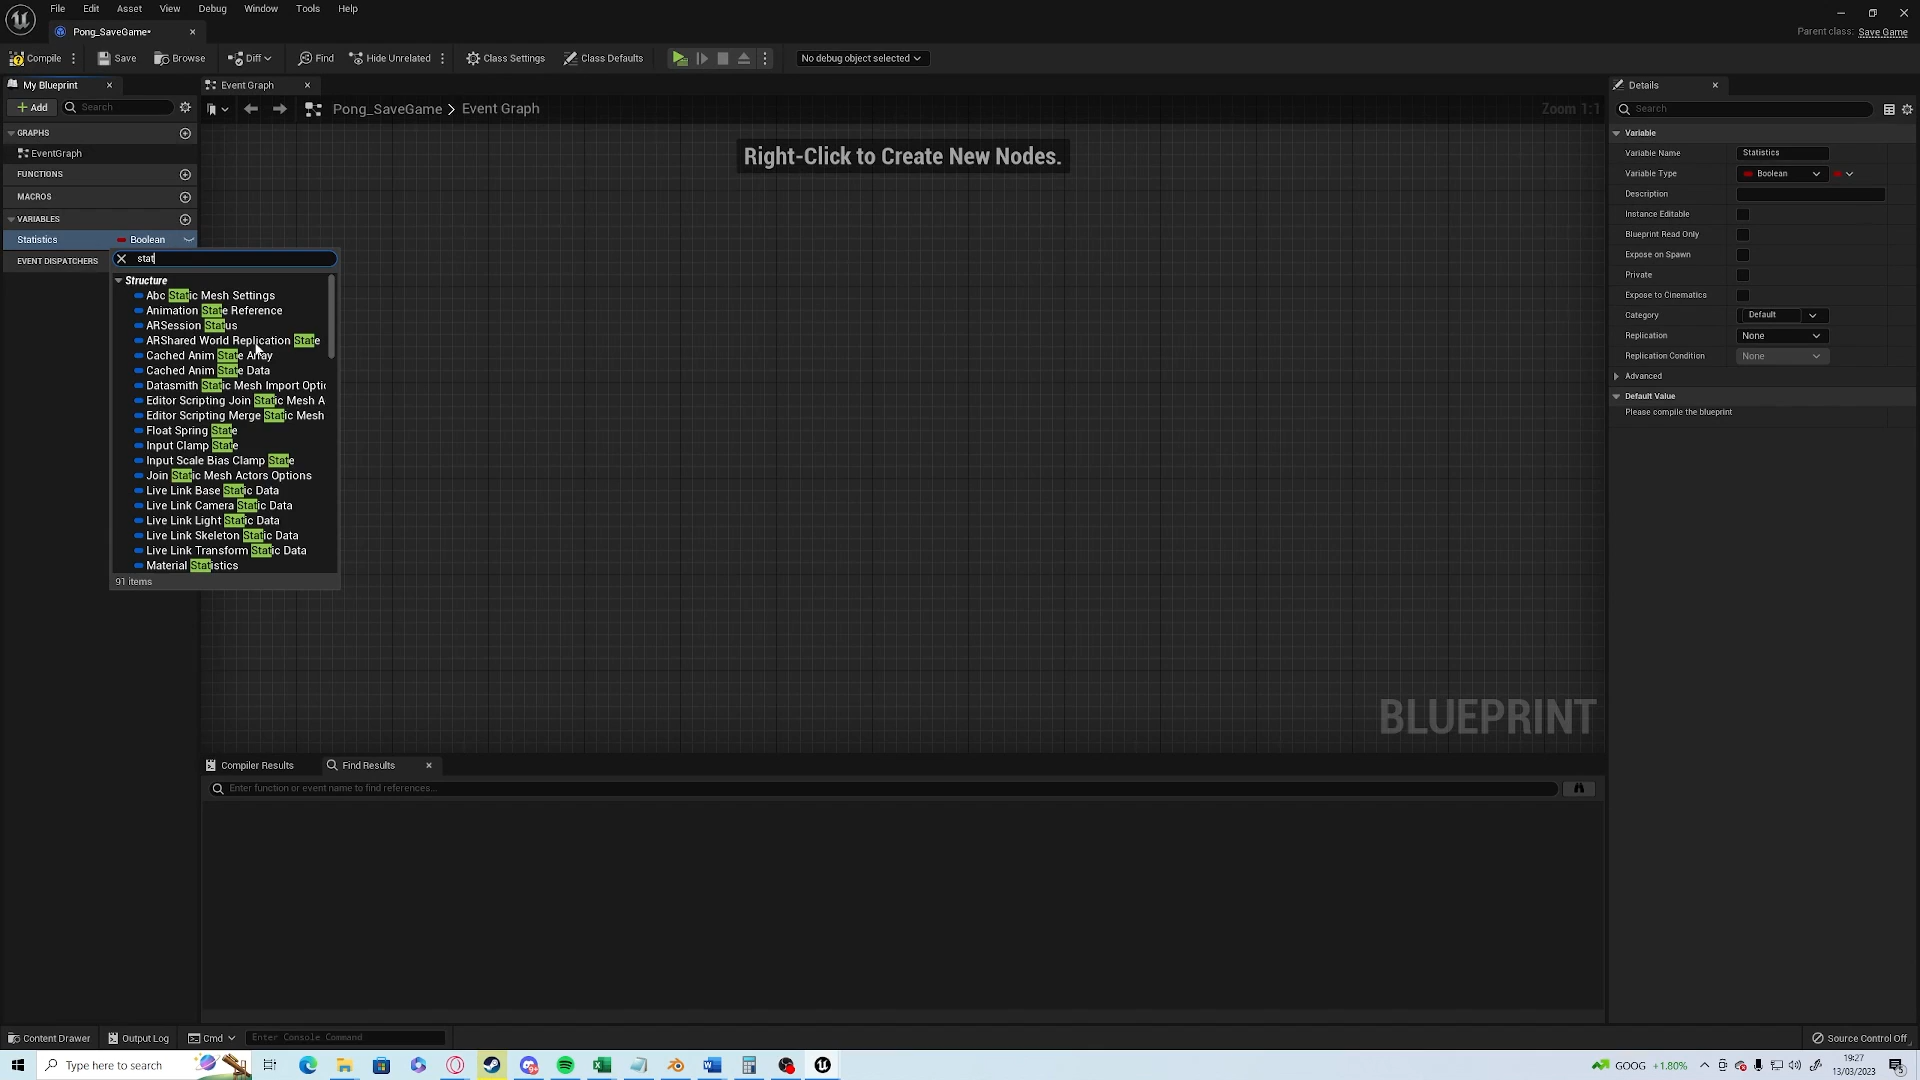 File Edit Asset View Debug Window Tools Help
Pong_SaveGame*
Parent class: Save Game
Compile Save Browse Diff Find Hide Unrelated Class Settings Class Defaults No debug object selected
My Blueprint
Add Search
GRAPHS
EventGraph
FUNCTIONS
MACROS
VARIABLES
Statistics Boolean
EVENT DISPATCHERS
stat
Structure
Abc Static Mesh Settings
Animation State Reference
ARSession Status
ARShared World Replication State
Cached Anim State Array
Cached Anim State Data
Datasmith Static Mesh Import Optic
Editor Scripting Join Static Mesh A
Editor Scripting Merge Static Mesh
Float Spring State
Input Clamp State
Input Scale Bias Clamp State
Join Static Mesh Actors Options
Live Link Base Static Data
Live Link Camera Static Data
Live Link Light Static Data
Live Link Skeleton Static Data
Live Link Transform Static Data
Material Statistics
91 items
Event Graph
Pong_SaveGame > Event Graph
Zoom 1:1
Right-Click to Create New Nodes.
BLUEPRINT
Compiler Results Find Results
Enter function or event name to find references...
Details
Search
Variable
Variable Name Statistics
Variable Type Boolean
Description
Instance Editable
Blueprint Read Only
Expose on Spawn
Private
Expose to Cinematics
Category Default
Replication None
Replication Condition None
Advanced
Default Value
Please compile the blueprint
Content Drawer Output Log Cmd Enter Console Command
Source Control Off
Type here to search
GOOG +1.80%
19:27
13/03/2023